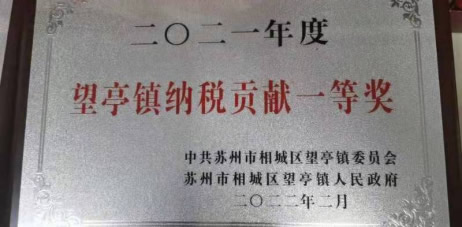 二〇二一年度
望亭镇纳税贡献一等奖
中共苏州市相城区望亭镇委员会
苏州市相城区望亭镇人民政府
二〇二二年二月